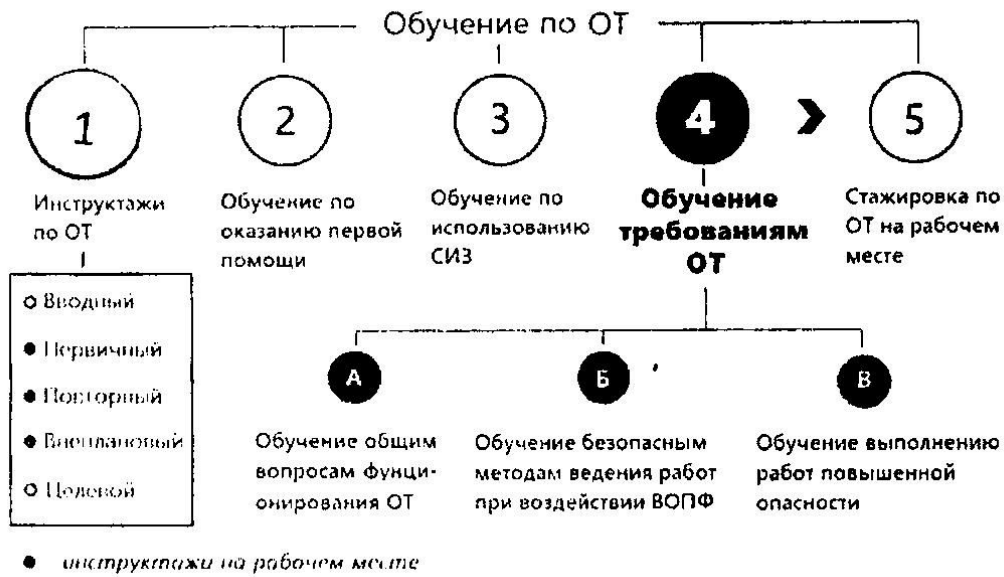 Обучение по ОТ
1
2
3
4
5
Инструктажи
по ОТ
Обучение по
оказанию первой
помощи
Обучение по
использованию
СИЗ
Обучение
требованиям
ОТ
Стажировка по
ОТ на рабочем
месте
Вводный
Первичный
Повторный
Внеплановый
Целевой
А
Б
В
Обучение общим
вопросам фунци-
онирования ОТ
Обучение безопасным
методам ведения работ
при воздействии ВОПФ
Обучение выполнению
работ повышенной
опасности
инструктажи на рабочем месте